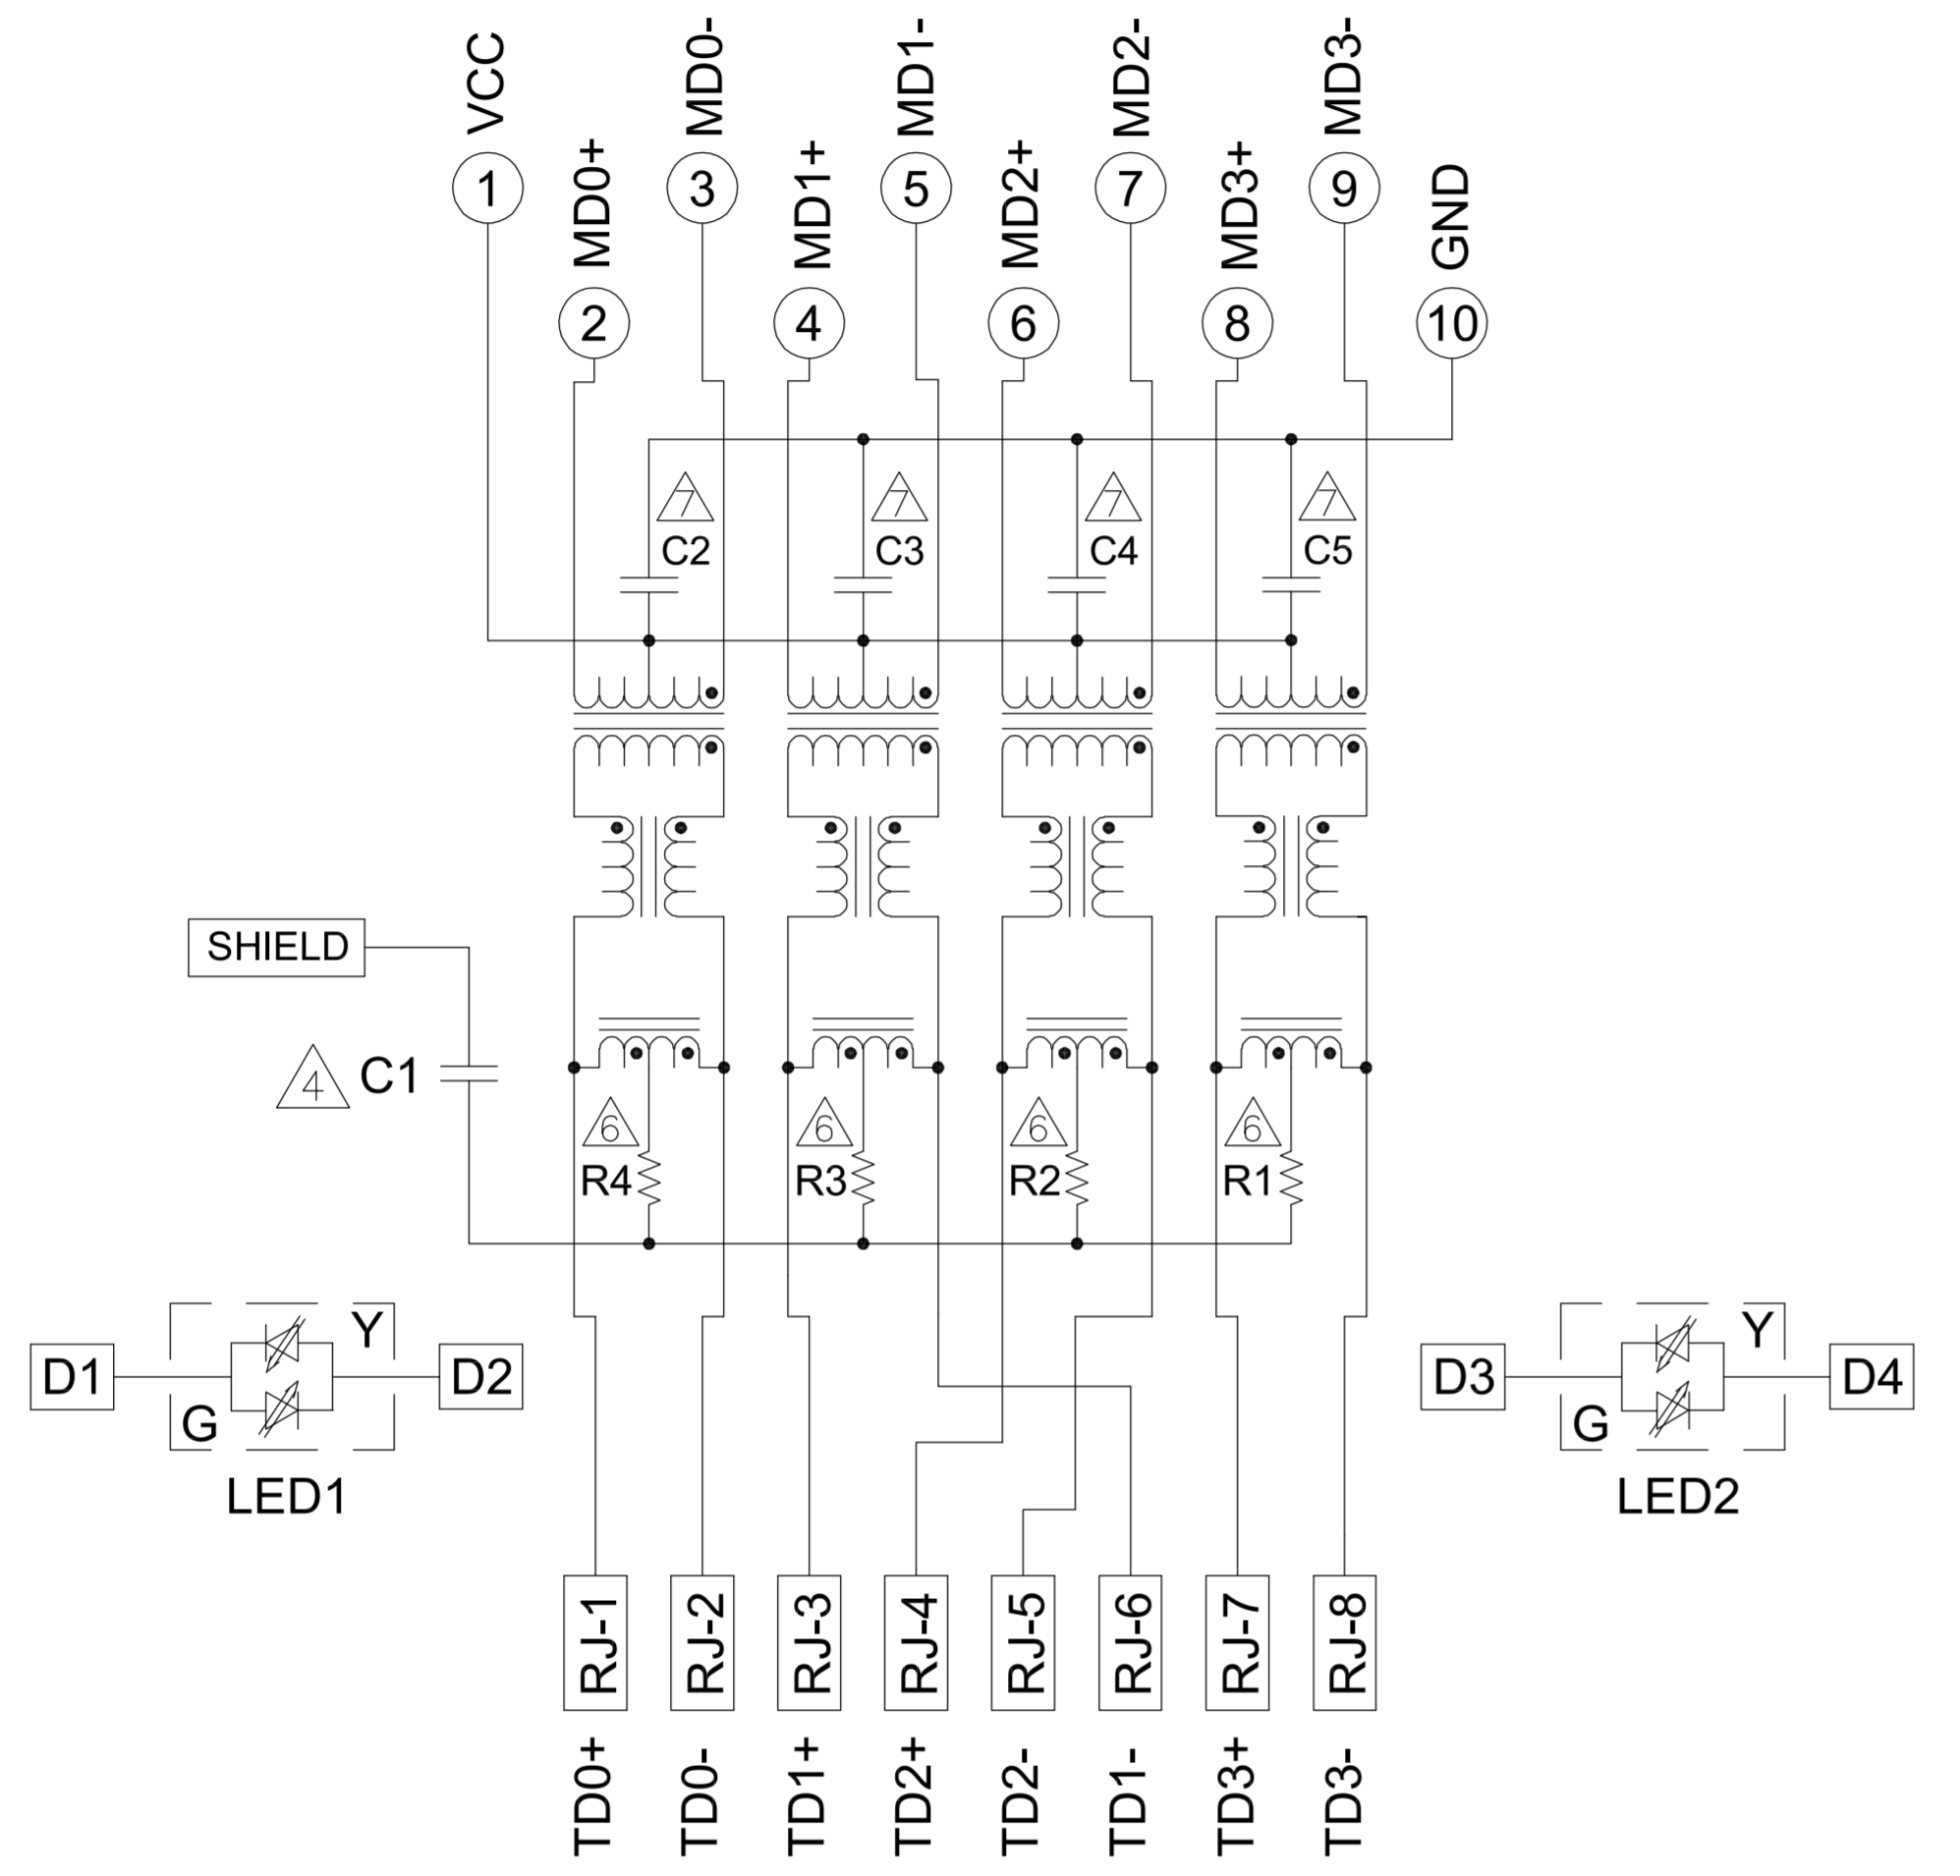 VCC
MD0-
MD1-
MD2-
MD3-
MD0+
MD1+
MD2+
MD3+
GND
1
3
5
7
9
2
4
6
8
10
7
7
7
7
C2
C3
C4
C5
SHIELD
4
C1
6
6
6
6
R4
R3
R2
R1
D1
Y
G
D2
LED1
D3
Y
G
D4
LED2
RJ-1
RJ-2
RJ-3
RJ-4
RJ-5
RJ-6
RJ-7
RJ-8
TD0+
TD0-
TD1+
TD2+
TD2-
TD1-
TD3+
TD3-